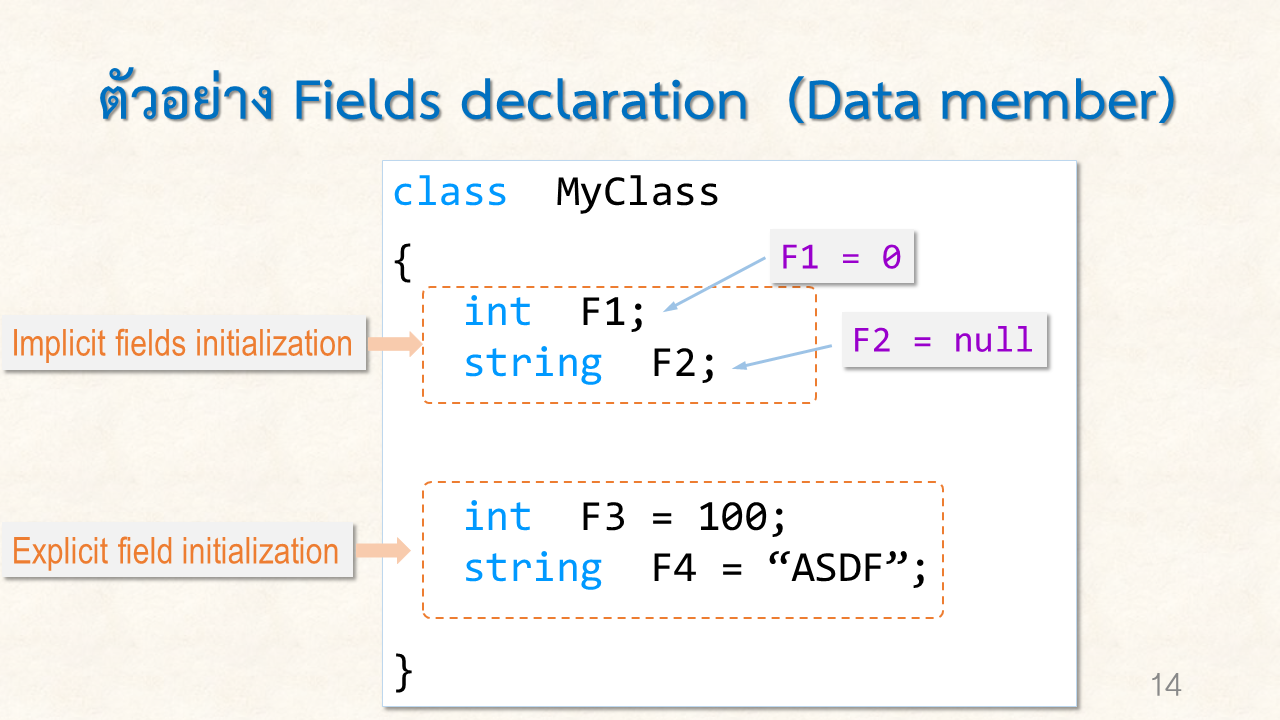 ตัวอย่าง Fields declaration (Data member)
class MyClass
{
F1 = 0
int F1;
Implicit fields initialization
F2 = null
string F2;
int F3 = 100;
Explicit field initialization
string F4 = “ASDF”;
}
14